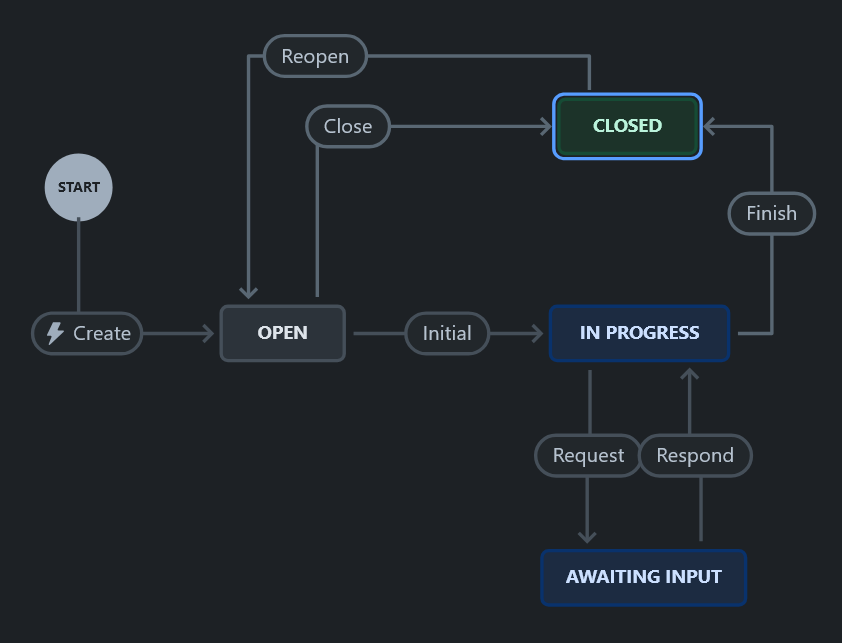 Reopen
Close
CLOSED
START
Finish
Create
OPEN
Initial
IN PROGRESS
Request
Respond
AWAITING INPUT